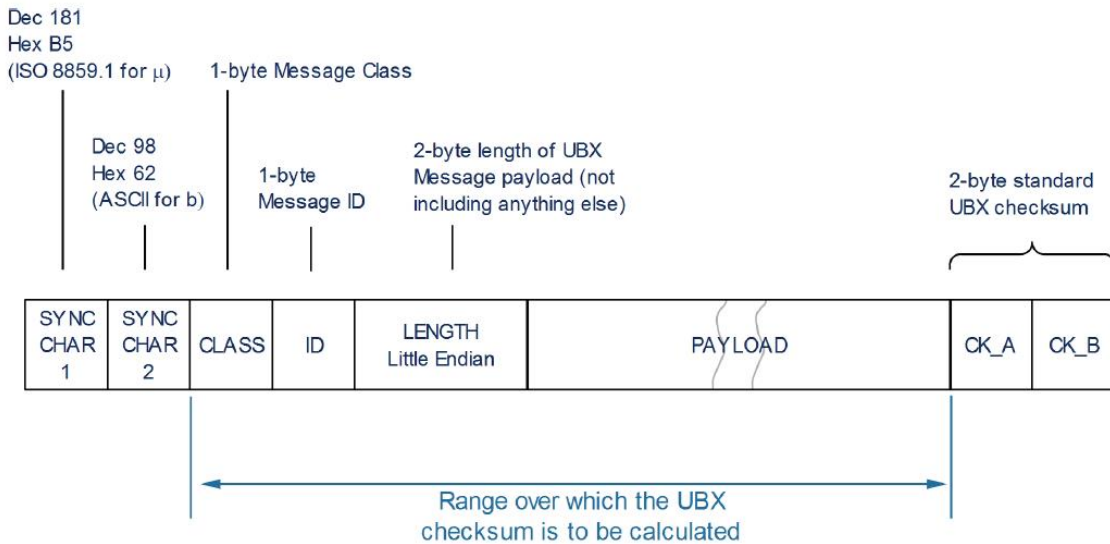 Dec 181
Hex B5
(ISO 8859.1 for μ)
1-byte Message Class
Dec 98
Hex 62
(ASCII for b)
1-byte
Message ID
2-byte length of UBX
Message payload (not
including anything else)
2-byte standard
UBX checksum
SYNC
CHAR
1
SYNC
CHAR
2
CLASS
ID
LENGTH
Little Endian
PAYLOAD
CK_A
CK_B
Range over which the UBX
checksum is to be calculated